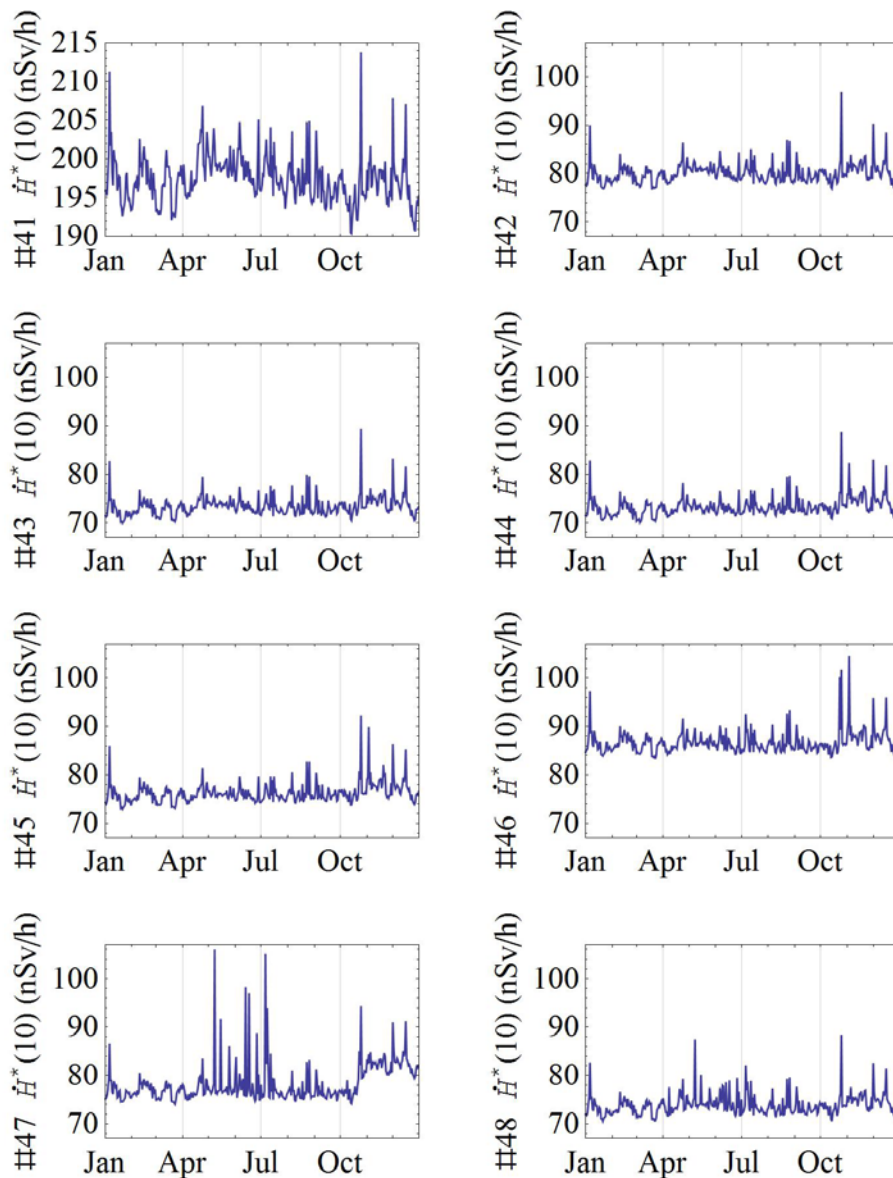 #41 Ḣ*(10) (nSv/h)
215
210
205
200
195
190
Jan Apr Jul Oct
#42 Ḣ*(10) (nSv/h)
100
90
80
70
Jan Apr Jul Oct
#43 Ḣ*(10) (nSv/h)
100
90
80
70
Jan Apr Jul Oct
#44 Ḣ*(10) (nSv/h)
100
90
80
70
Jan Apr Jul Oct
#45 Ḣ*(10) (nSv/h)
100
90
80
70
Jan Apr Jul Oct
#46 Ḣ*(10) (nSv/h)
100
90
80
70
Jan Apr Jul Oct
#47 Ḣ*(10) (nSv/h)
100
90
80
70
Jan Apr Jul Oct
#48 Ḣ*(10) (nSv/h)
100
90
80
70
Jan Apr Jul Oct